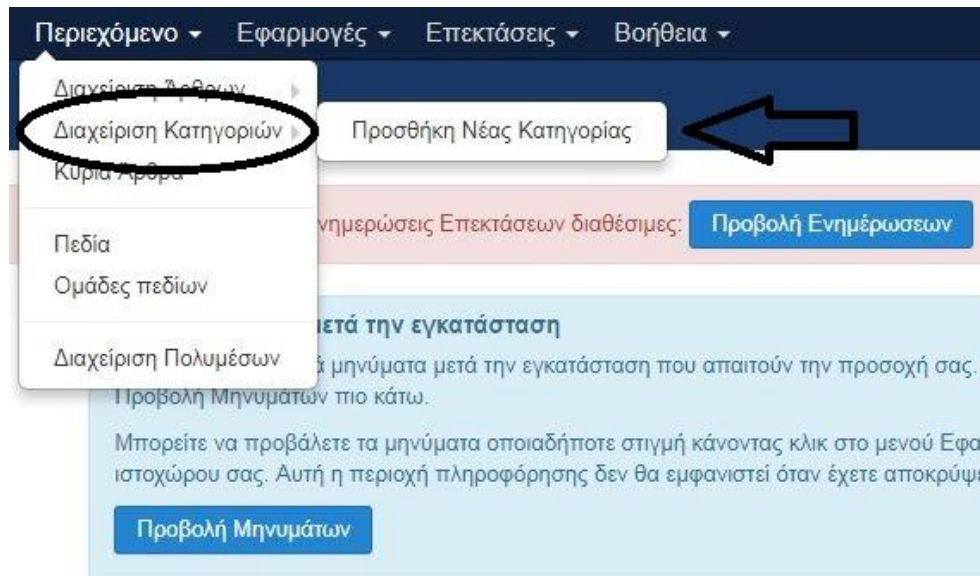 Περιεχόμενο Εφαρμογές Επεκτάσεις Βοήθεια
Διαχείριση Άρθρων
Διαχείριση Κατηγοριών
Προσθήκη Νέας Κατηγορίας
Κύρια Άρθρα
Πεδία
Ομάδες πεδίων
Διαχείριση Πολυμέσων
Επεκτάσεων διαθέσιμες: Προβολή Ενημέρωσεων
την εγκατάσταση
μηνύματα μετά την εγκατάσταση που απαιτούν την προσοχή σας.
Προβολή Μηνυμάτων πιο κάτω.
Μπορείτε να προβάλετε τα μηνύματα οποιαδήποτε στιγμή κάνοντας κλικ στο μενού
ιστοχώρου σας. Αυτή η περιοχή πληροφόρησης δεν θα εμφανιστεί όταν έχετε
Προβολή Μηνυμάτων